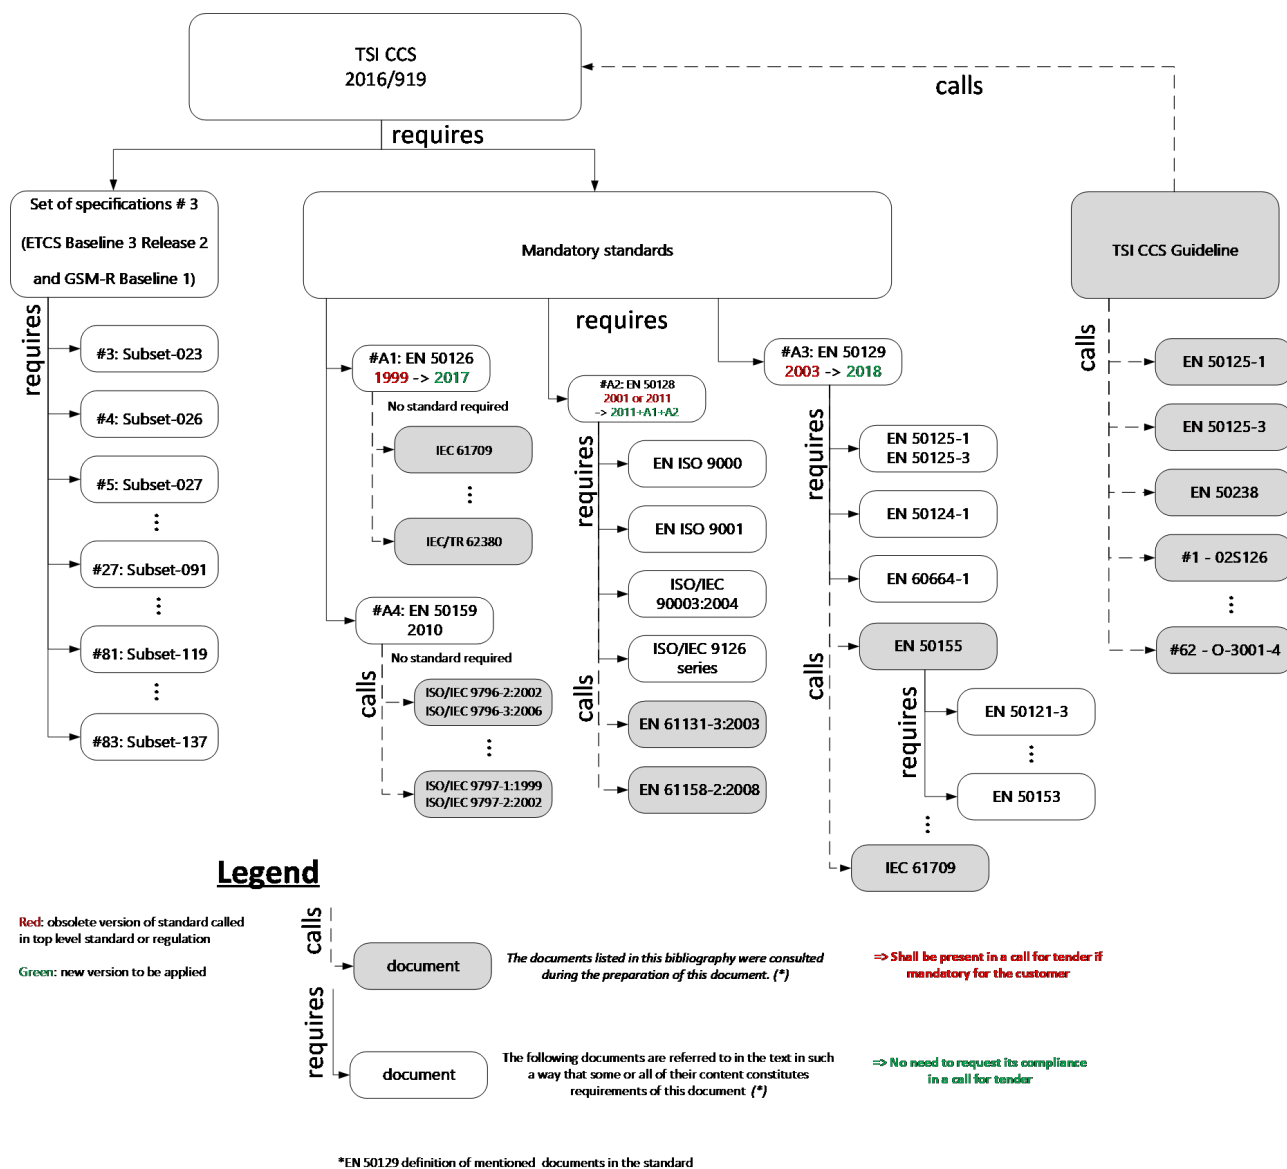 TSI CCS
2016/919
calls
requires
Set of specifications # 3
(ETCS Baseline 3 Release 2
and GSM-R Baseline 1)
Mandatory standards
TSI CCS Guideline
requires
#3: Subset-023
#4: Subset-026
#5: Subset-027
...
#27: Subset-091
...
#81: Subset-119
...
#83: Subset-137
requires
#A1: EN 50126
1999 -> 2017
No standard required
IEC 61709
...
IEC/TR 62380
#A4: EN 50159
2010
No standard required
calls
ISO/IEC 9796-2:2002
ISO/IEC 9796-3:2006
...
ISO/IEC 9797-1:1999
ISO/IEC 9797-2:2002
#A2: EN 50128
2001 or 2011
-> 2011+A1+A2
requires
EN ISO 9000
EN ISO 9001
ISO/IEC
90003:2004
ISO/IEC 9126
series
calls
EN 61131-3:2003
EN 61158-2:2008
#A3: EN 50129
2003 -> 2018
requires
EN 50125-1
EN 50125-3
EN 50124-1
EN 60664-1
calls
EN 50155
requires
EN 50121-3
...
EN 50153
...
IEC 61709
calls
EN 50125-1
EN 50125-3
EN 50238
#1 - 02S126
...
#62 - O-3001-4
Legend
Red: obsolete version of standard called
in top level standard or regulation
Green: new version to be applied
calls
document
The documents listed in this bibliography were consulted
during the preparation of this document. (*)
=> Shall be present in a call for tender if
mandatory for the customer
requires
document
The following documents are referred to in the text in such
a way that some or all of their content constitutes
requirements of this document (*)
=> No need to request its compliance
in a call for tender
*EN 50129 definition of mentioned documents in the standard